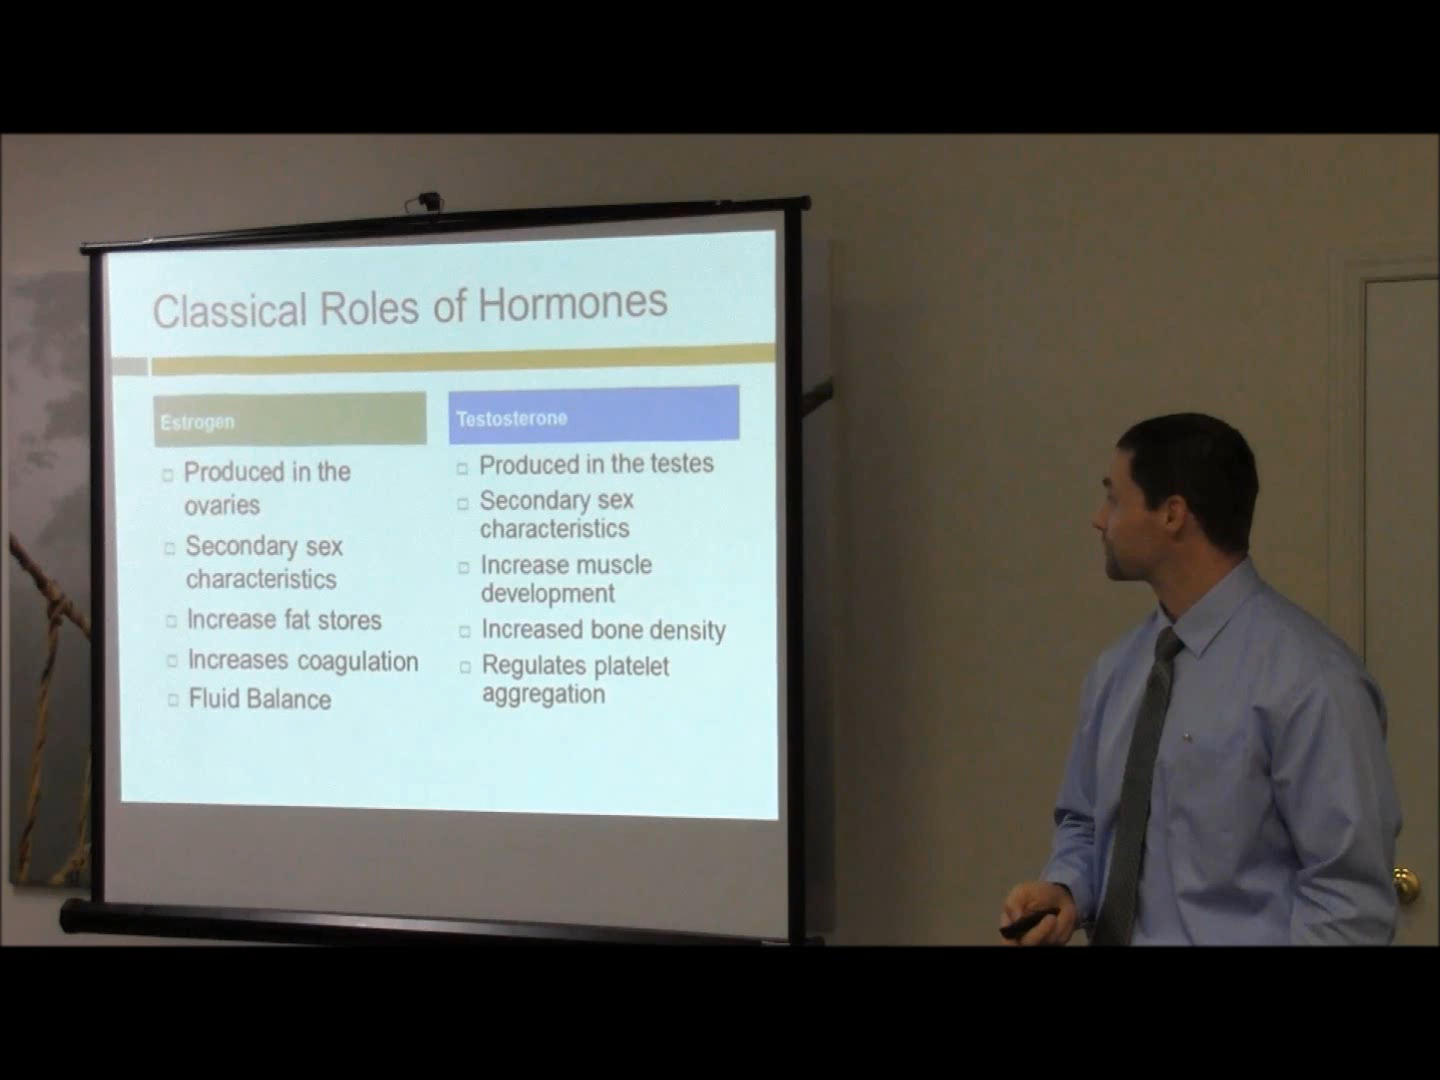 Classical Roles of Hormones
Estrogen
Produced in the
ovaries
Secondary sex
characteristics
Increase fat stores
Increases coagulation
Fluid Balance
Testosterone
Produced in the testes
Secondary sex
characteristics
Increase muscle
development
Increased bone density
Regulates platelet
aggregation